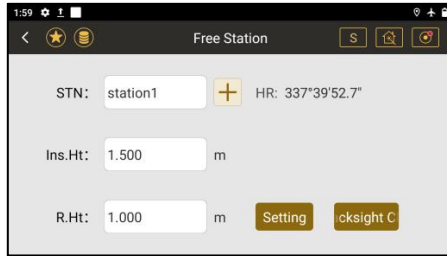 1:59
Free Station S
STN: station1 + HR: 337°39'52.7"
Ins.Ht: 1.500 m
R.Ht: 1.000 m Setting cksight C